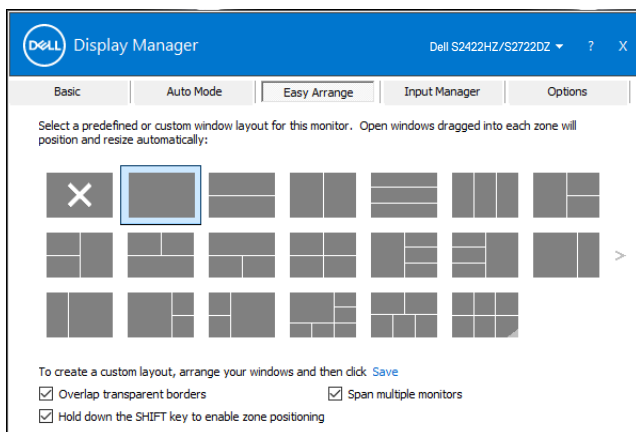 DELL Display Manager Dell S2422HZ/S2722DZ ? X
Basic Auto Mode Easy Arrange Input Manager Options
Select a predefined or custom window layout for this monitor. Open windows dragged into each zone will
position and resize automatically:
>
To create a custom layout, arrange your windows and then click Save
Overlap transparent borders Span multiple monitors
Hold down the SHIFT key to enable zone positioning